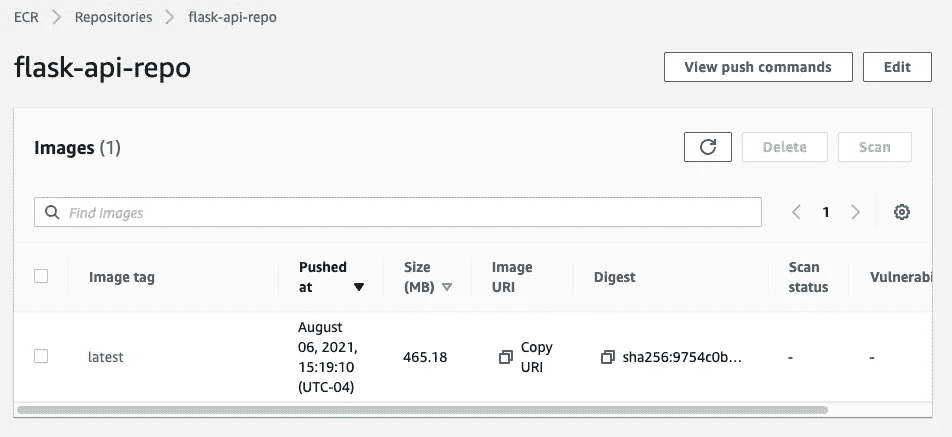 ECR > Repositories > flask-api-repo
flask-api-repo
View push commands
Edit
Images (1)
Delete
Scan
Find images
1
Image tag
Pushed
at
Size
(MB)
Image
URI
Digest
Scan
status
Vulnerabi
latest
August
06, 2021,
15:19:10
(UTC-04)
465.18
Copy
URI
sha256:9754c0b...
-
-